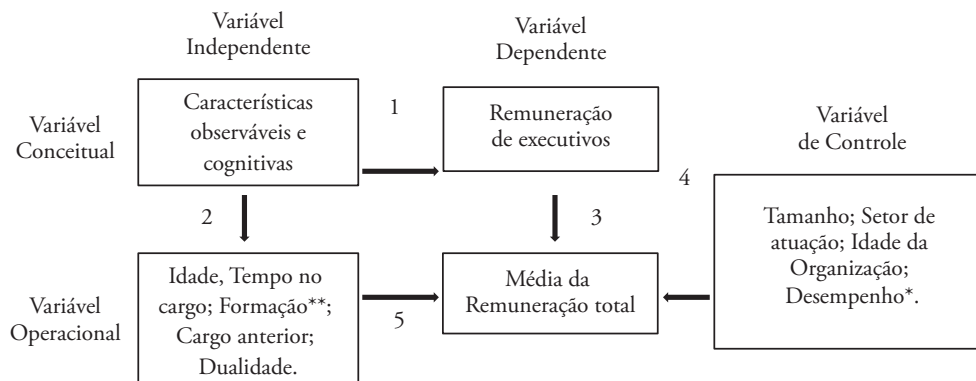 Variável
Independente
Variável
Dependente
Variável
Conceitual
Características
observáveis e
cognitivas
1
Remuneração
de executivos
Variável
de Controle
4
2
3
Tamanho; Setor de
atuação; Idade da
Organização;
Desempenho*.
Variável
Operacional
Idade, Tempo no
cargo; Formação**;
Cargo anterior;
Dualidade.
5
Média da
Remuneração total